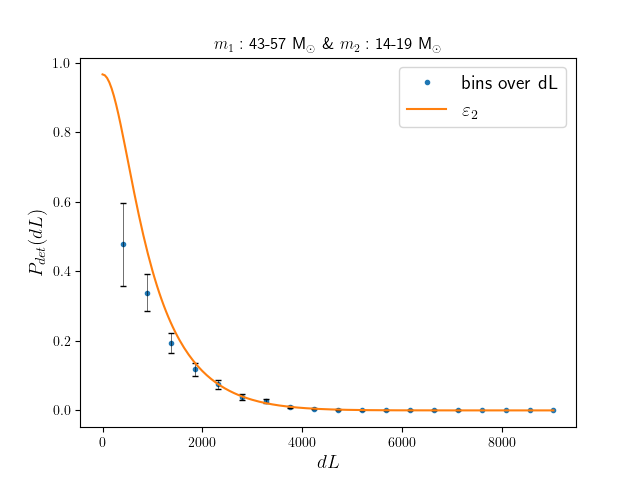 m₁ : 43-57 M⊙ & m₂ : 14-19 M⊙
bins over dL
ε₂
P_det(dL)
1.0
0.8
0.6
0.4
0.2
0.0
0 2000 4000 6000 8000
dL